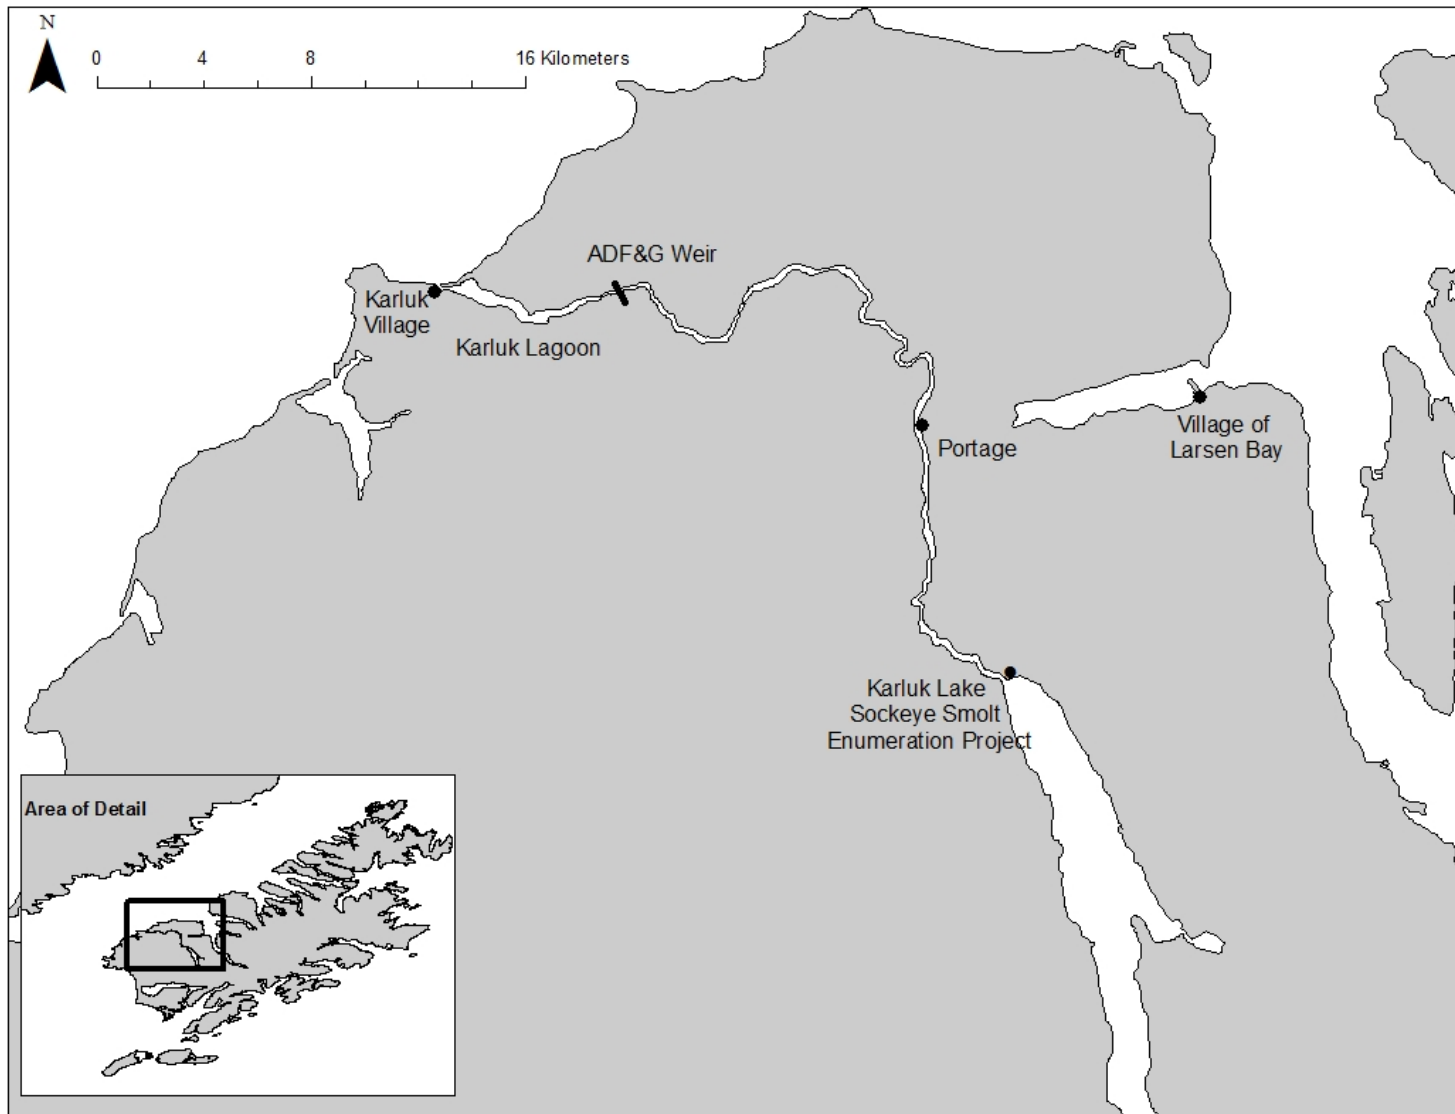 N
0 4 8 16 Kilometers
ADF&G Weir
Karluk
Village
Karluk Lagoon
Portage
Village of
Larsen Bay
Karluk Lake
Sockeye Smolt
Enumeration Project
Area of Detail